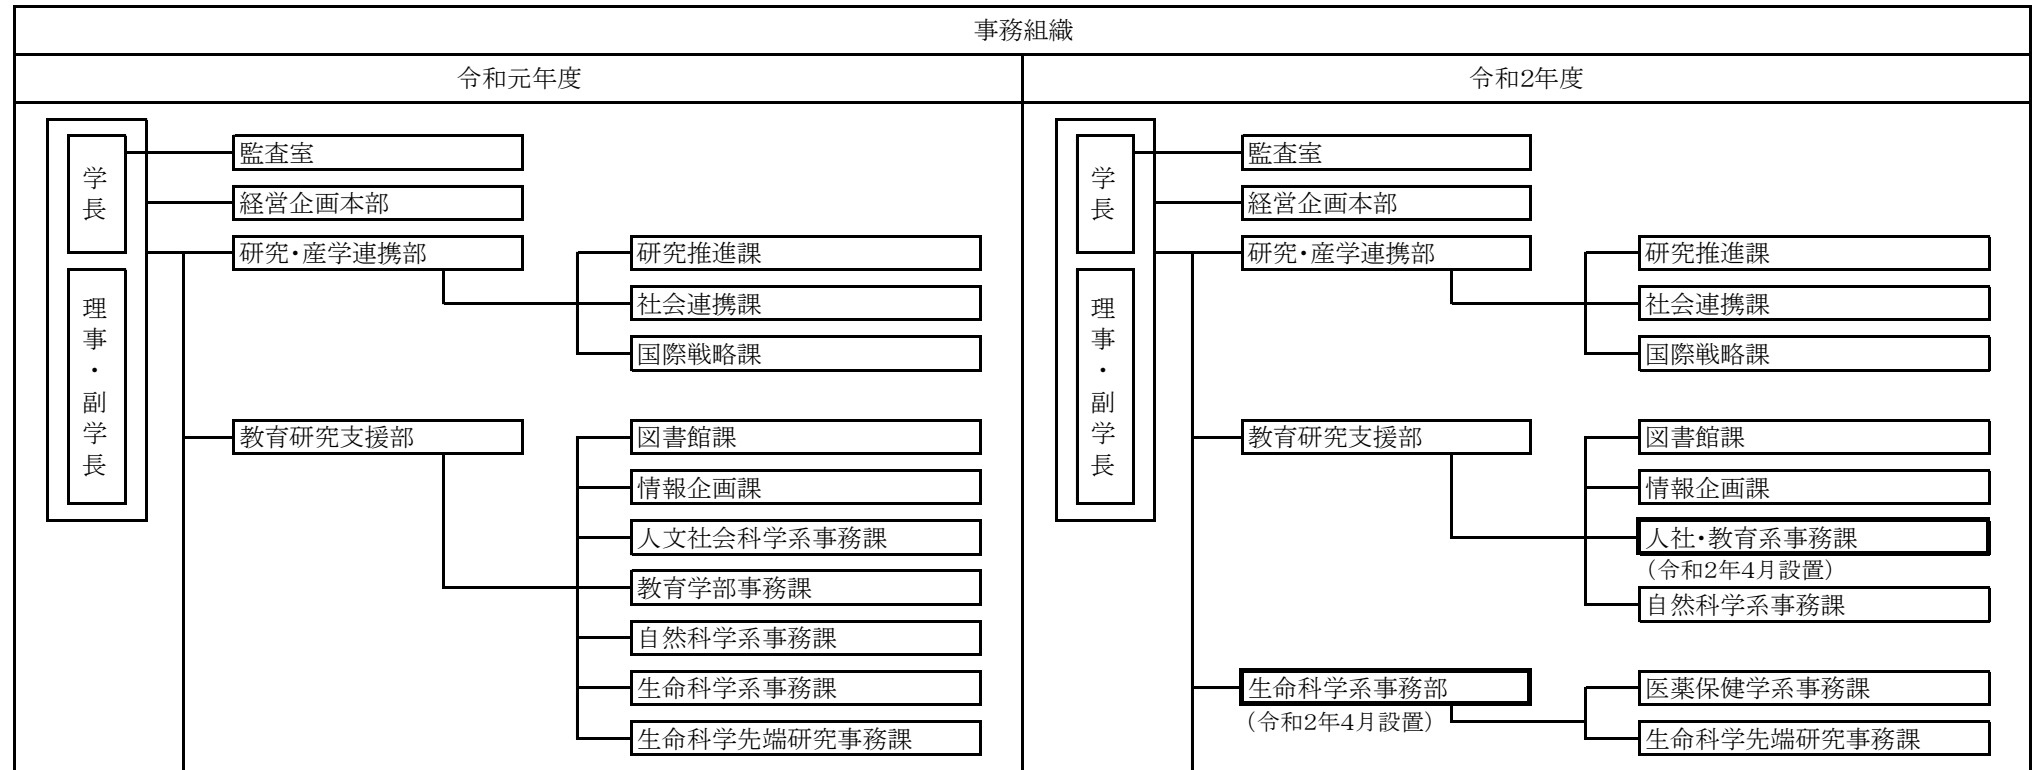 事務組織
令和元年度
令和2年度
学長
理事・副学長
監査室
経営企画本部
研究・産学連携部
研究推進課
社会連携課
国際戦略課
教育研究支援部
図書館課
情報企画課
人文社会科学系事務課
教育学部事務課
自然科学系事務課
生命科学系事務課
生命科学先端研究事務課
学長
理事・副学長
監査室
経営企画本部
研究・産学連携部
研究推進課
社会連携課
国際戦略課
教育研究支援部
図書館課
情報企画課
人社・教育系事務課
（令和2年4月設置）
自然科学系事務課
生命科学系事務部
（令和2年4月設置）
医薬保健学系事務課
生命科学先端研究事務課